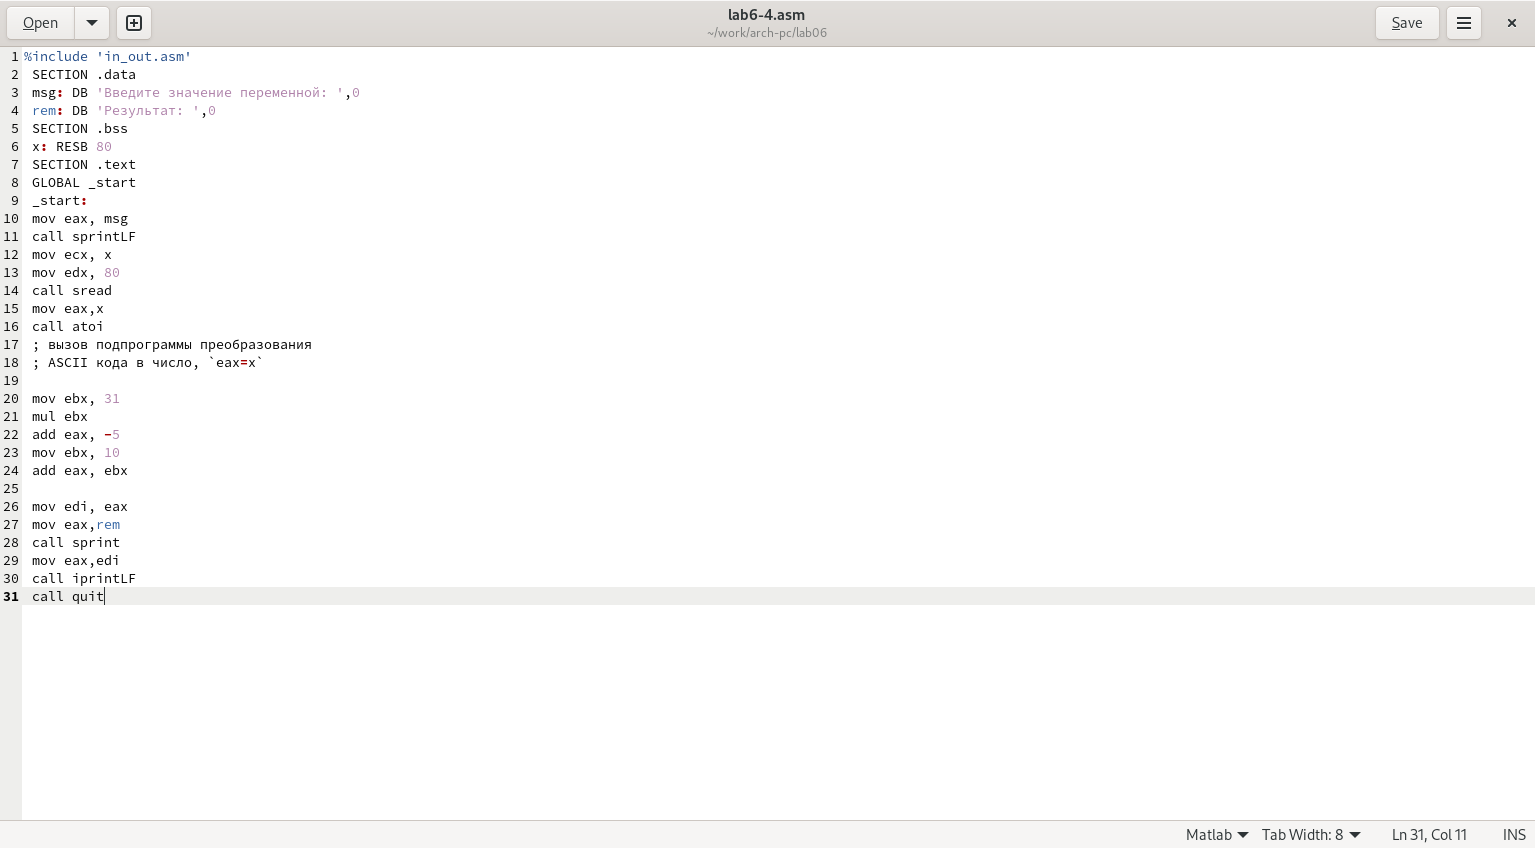 Open
lab6-4.asm
~/work/arch-pc/lab06
Save
1 %include 'in_out.asm'
2 SECTION .data
3 msg: DB 'Введите значение переменной: ',0
4 rem: DB 'Результат: ',0
5 SECTION .bss
6 x: RESB 80
7 SECTION .text
8 GLOBAL _start
9 _start:
10 mov eax, msg
11 call sprintLF
12 mov ecx, x
13 mov edx, 80
14 call sread
15 mov eax,x
16 call atoi
17 ; вызов подпрограммы преобразования
18 ; ASCII кода в число, `eax=x`
19
20 mov ebx, 31
21 mul ebx
22 add eax, -5
23 mov ebx, 10
24 add eax, ebx
25
26 mov edi, eax
27 mov eax,rem
28 call sprint
29 mov eax,edi
30 call iprintLF
31 call quit
Matlab Tab Width: 8 Ln 31, Col 11 INS